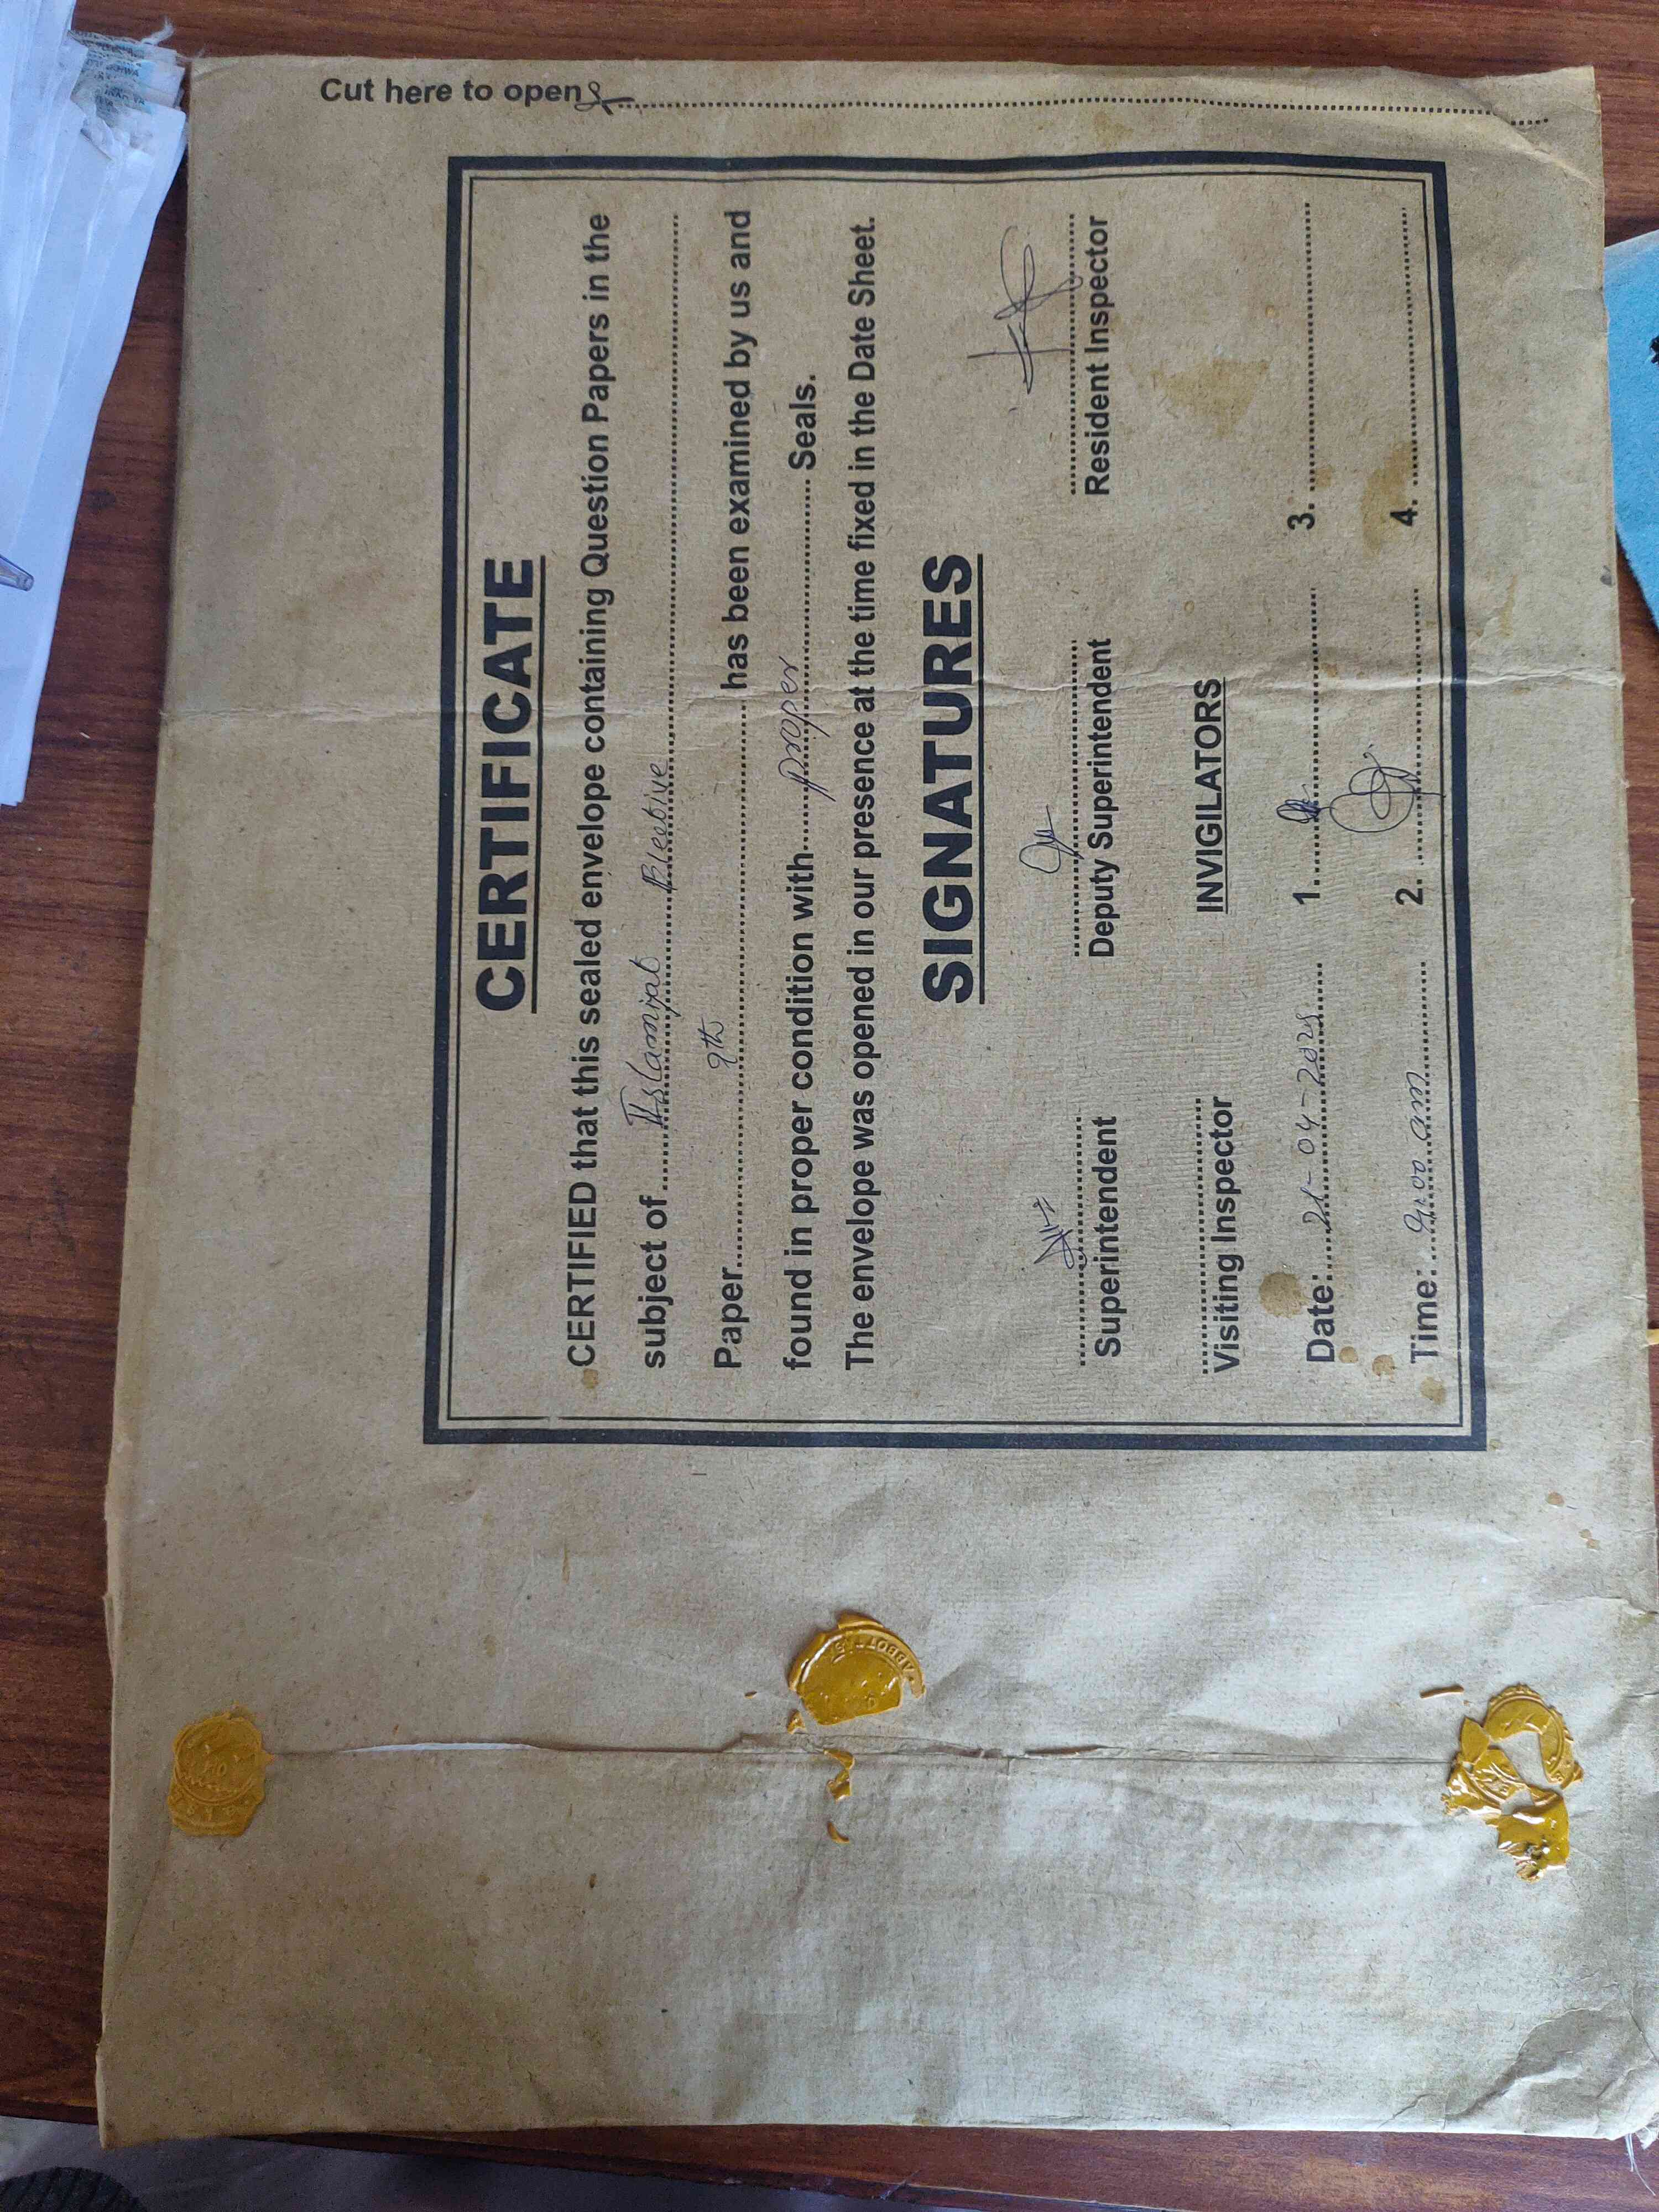 Cut here to open
CERTIFICATE
CERTIFIED that this sealed envelope containing Question Papers in the
subject of Islamiyat Elective
Paper 9th has been examined by us and
found in proper condition with proper Seals.
The envelope was opened in our presence at the time fixed in the Date Sheet.
SIGNATURES
Superintendent Deputy Superintendent Resident Inspector
Visiting Inspector INVIGILATORS
Date: 21-04-2025 1. 3.
Time: 9:00 am 2. 4.
ABBOTT